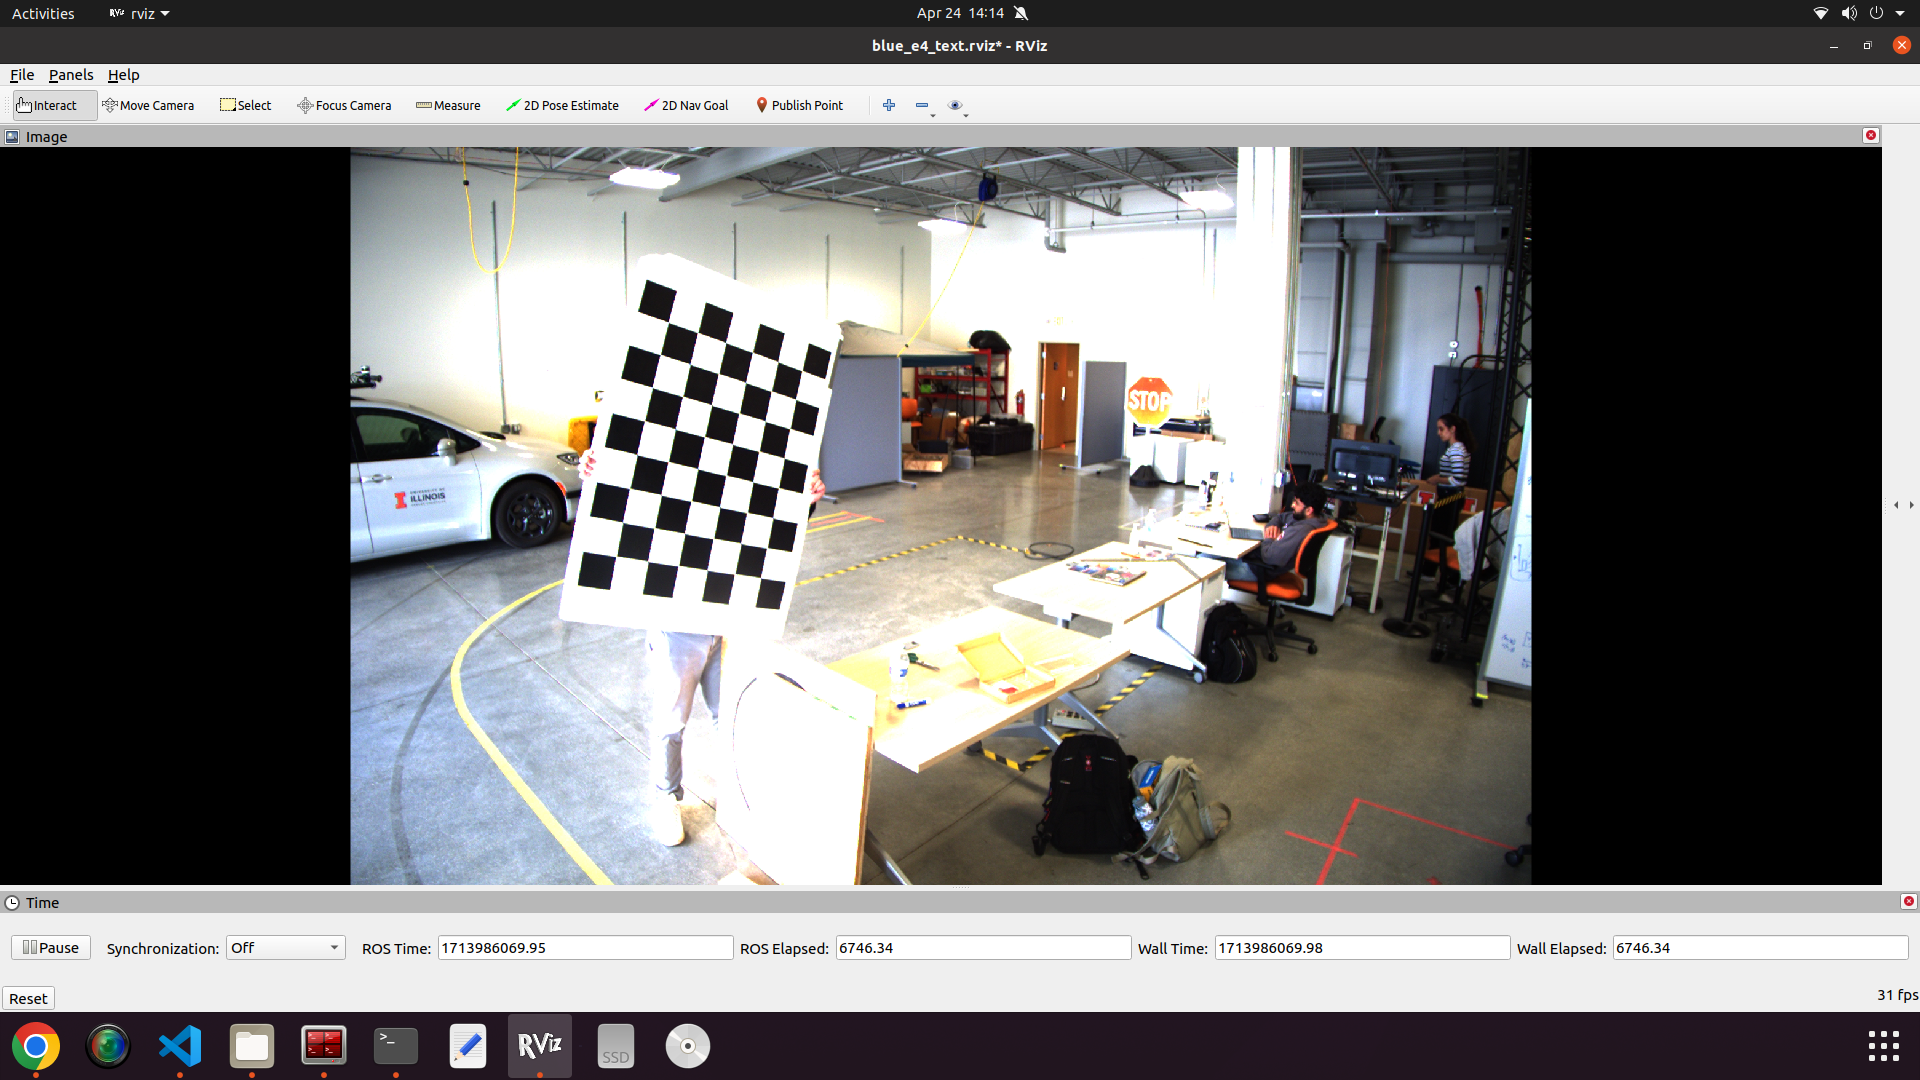 Activities
RViz rviz
Apr 24 14:14
blue_e4_text.rviz* - RViz
File Panels Help
Interact Move Camera Select Focus Camera Measure 2D Pose Estimate 2D Nav Goal Publish Point
Image
STOP
I ILLINOIS
Time
Pause Synchronization: Off ROS Time: 1713986069.95 ROS Elapsed: 6746.34 Wall Time: 1713986069.98 Wall Elapsed: 6746.34
Reset
31 fps
>_ RViz SSD